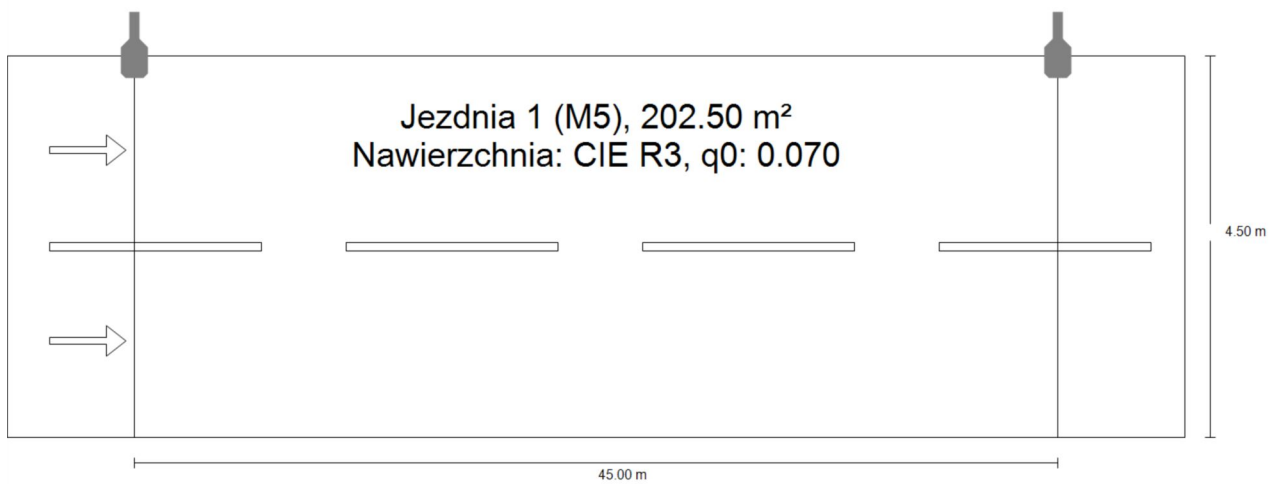 Jezdnia 1 (M5), 202.50 m²
Nawierzchnia: CIE R3, q0: 0.070
4.50 m
45.00 m